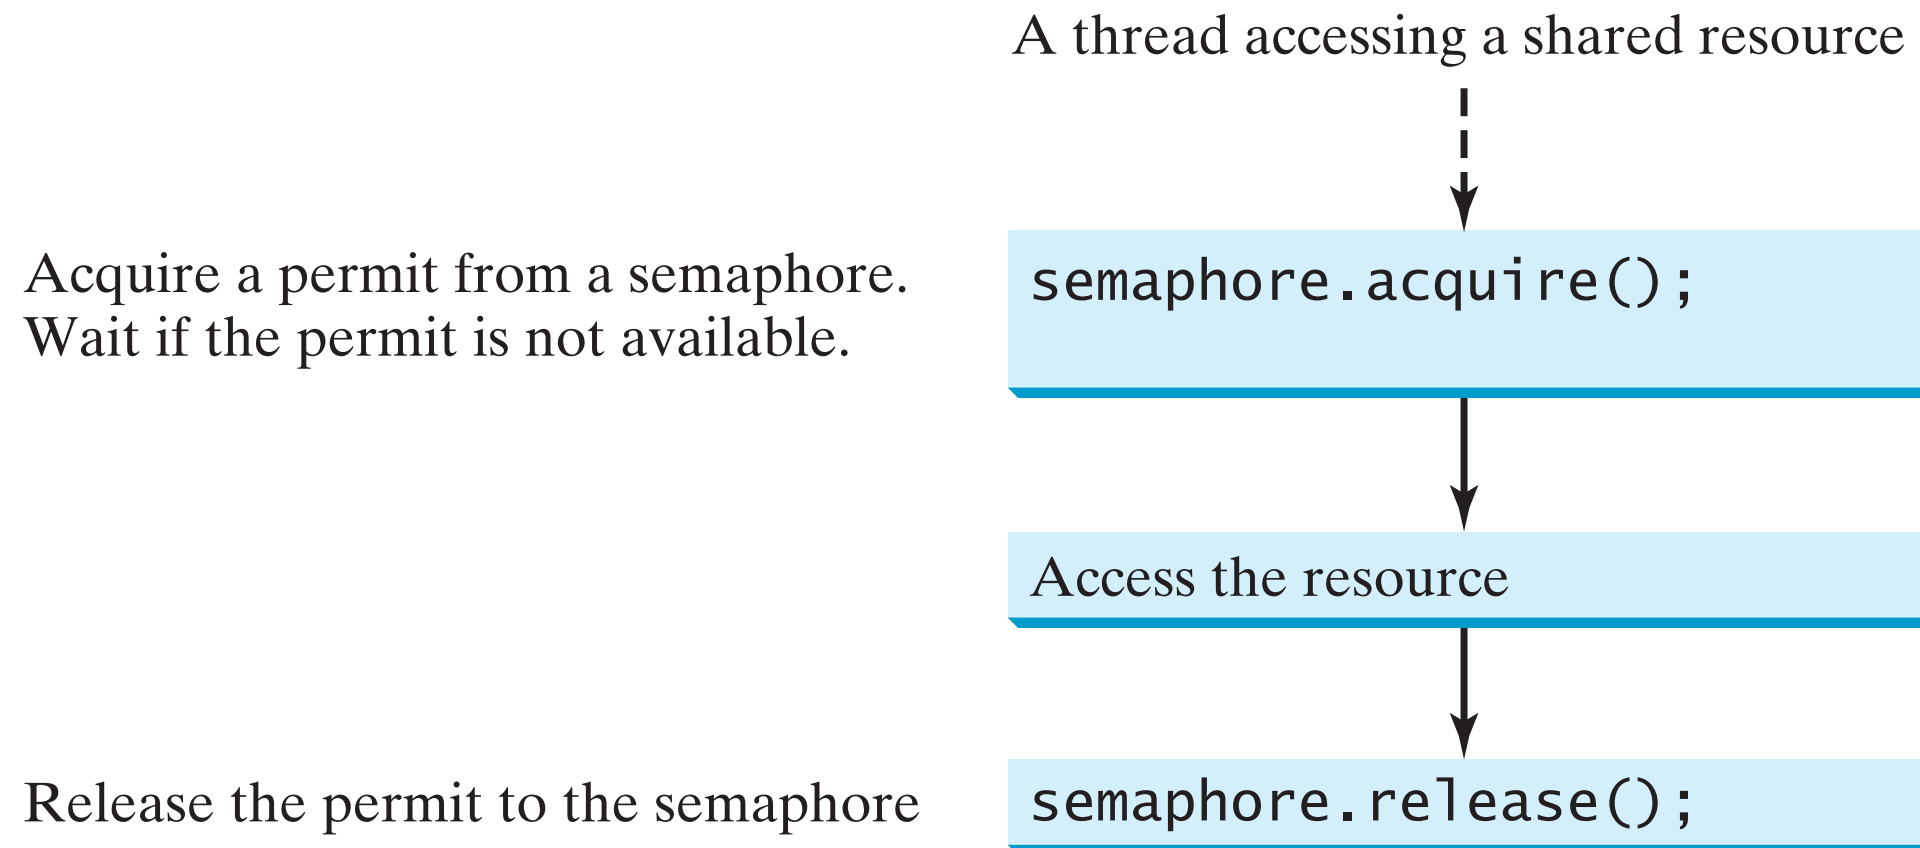 A thread accessing a shared resource
Acquire a permit from a semaphore.
Wait if the permit is not available.
semaphore.acquire();
Access the resource
Release the permit to the semaphore
semaphore.release();